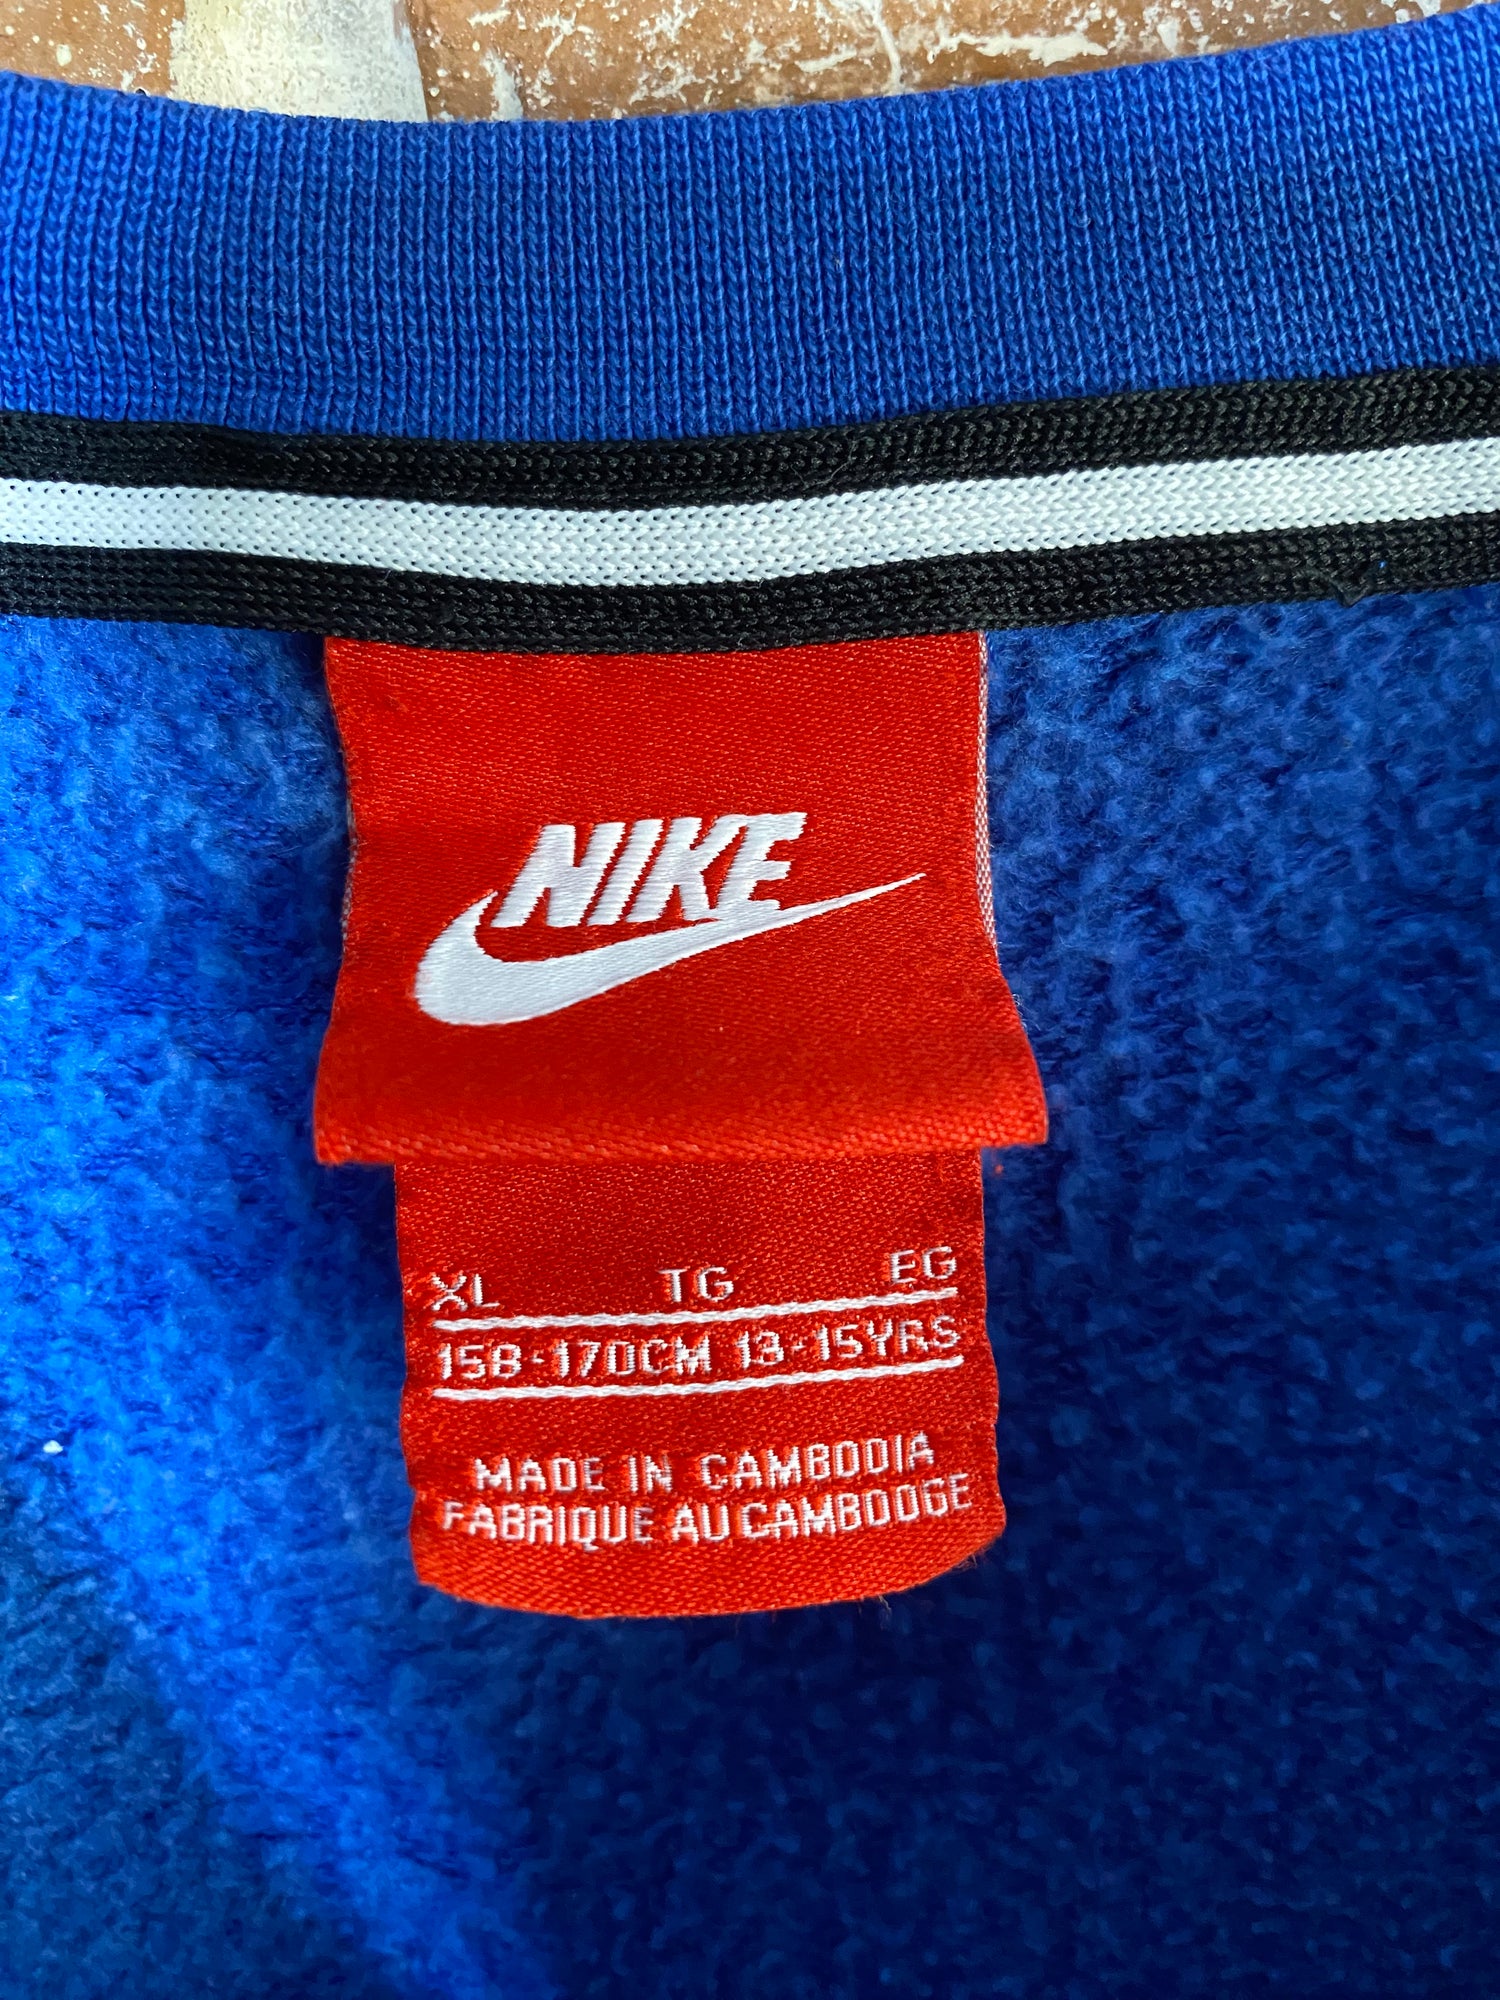 NIKE
XL TG EG
158-170CM 13-15YRS
MADE IN CAMBODIA
FABRIQUE AU CAMBODGE